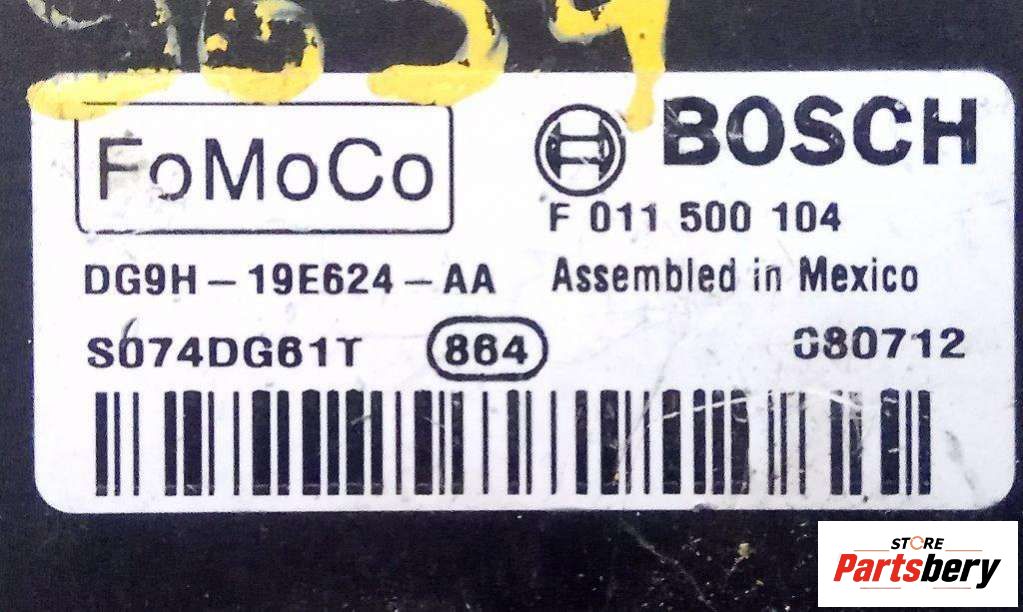 FoMoCo
BOSCH
F 011 500 104
DG9H-19E624-AA
Assembled in Mexico
S074DG61T
864
080712
STORE
Partsbery